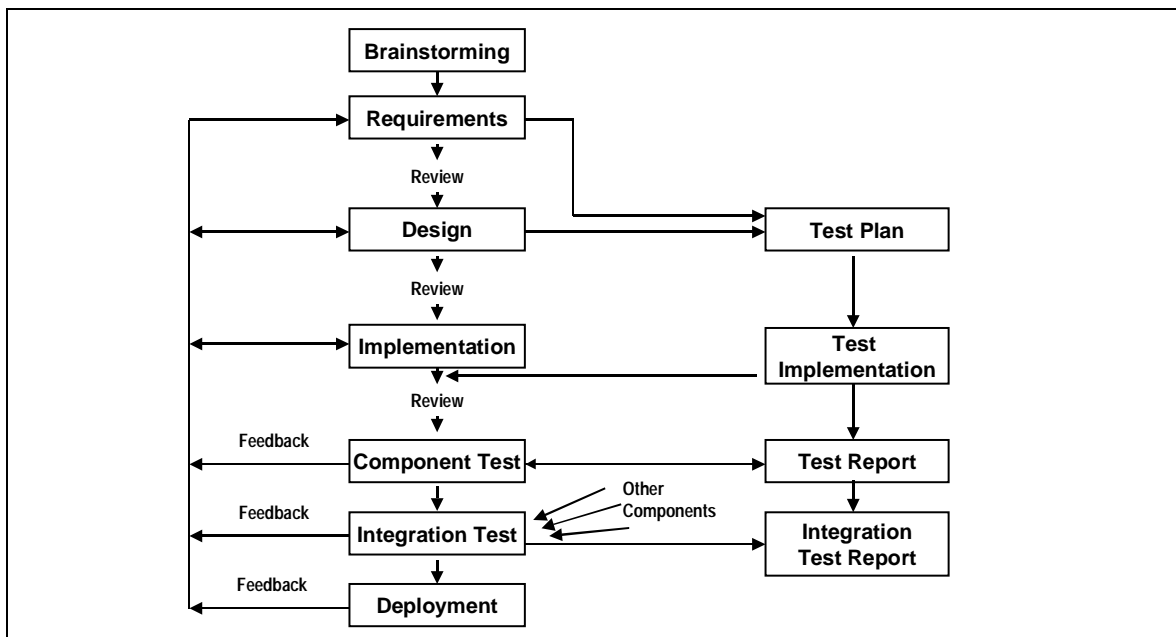 Brainstorming
Requirements
Review
Design
Test Plan
Review
Implementation
Test
Implementation
Review
Feedback
Component Test
Test Report
Other
Components
Feedback
Integration Test
Integration
Test Report
Feedback
Deployment